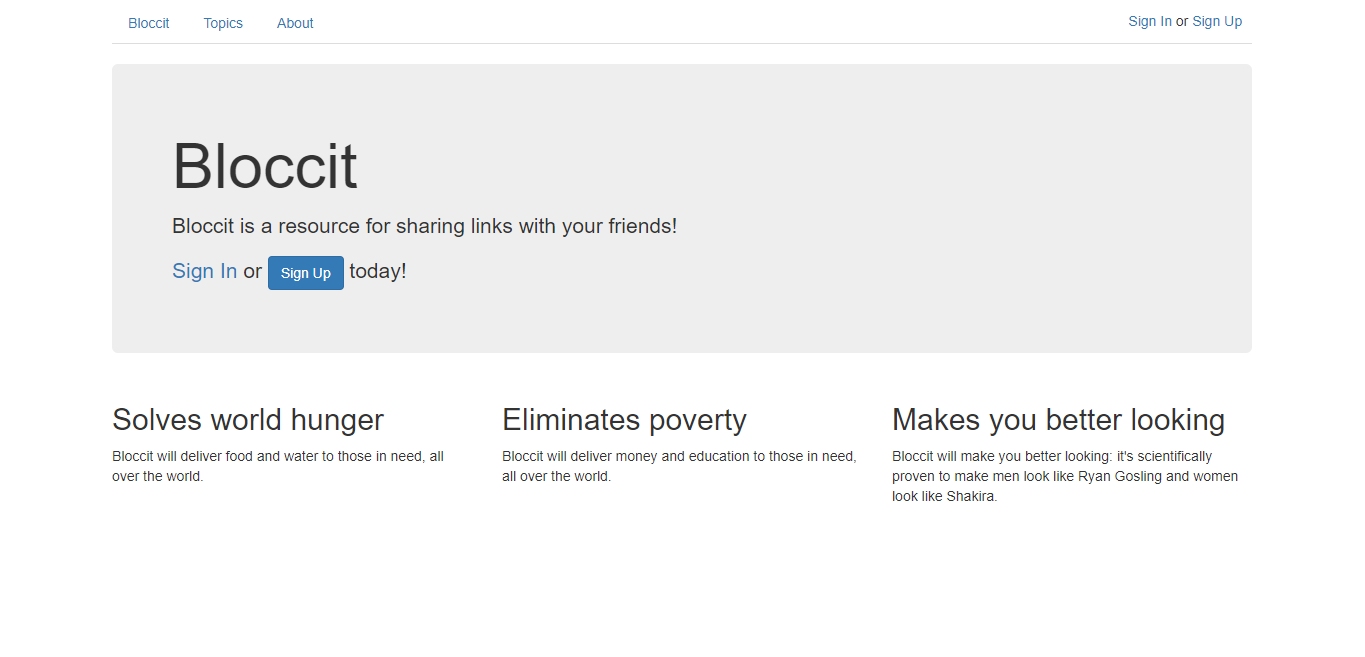 Bloccit Topics About Sign In or Sign Up
Bloccit
Bloccit is a resource for sharing links with your friends!
Sign In or Sign Up today!
Solves world hunger
Bloccit will deliver food and water to those in need, all
over the world.
Eliminates poverty
Bloccit will deliver money and education to those in need,
all over the world.
Makes you better looking
Bloccit will make you better looking: it's scientifically
proven to make men look like Ryan Gosling and women
look like Shakira.